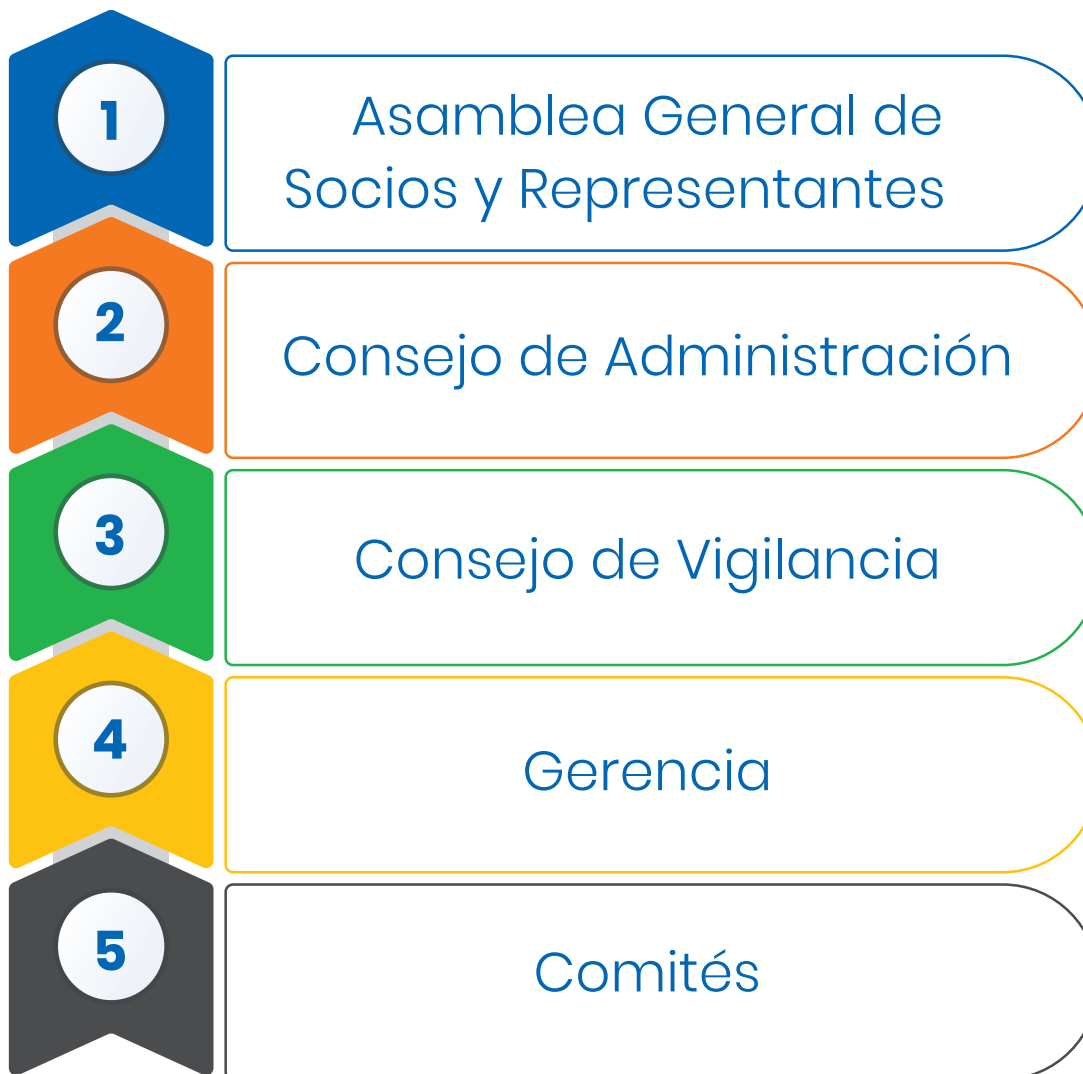 1
Asamblea General de
Socios y Representantes
2
Consejo de Administración
3
Consejo de Vigilancia
4
Gerencia
5
Comités